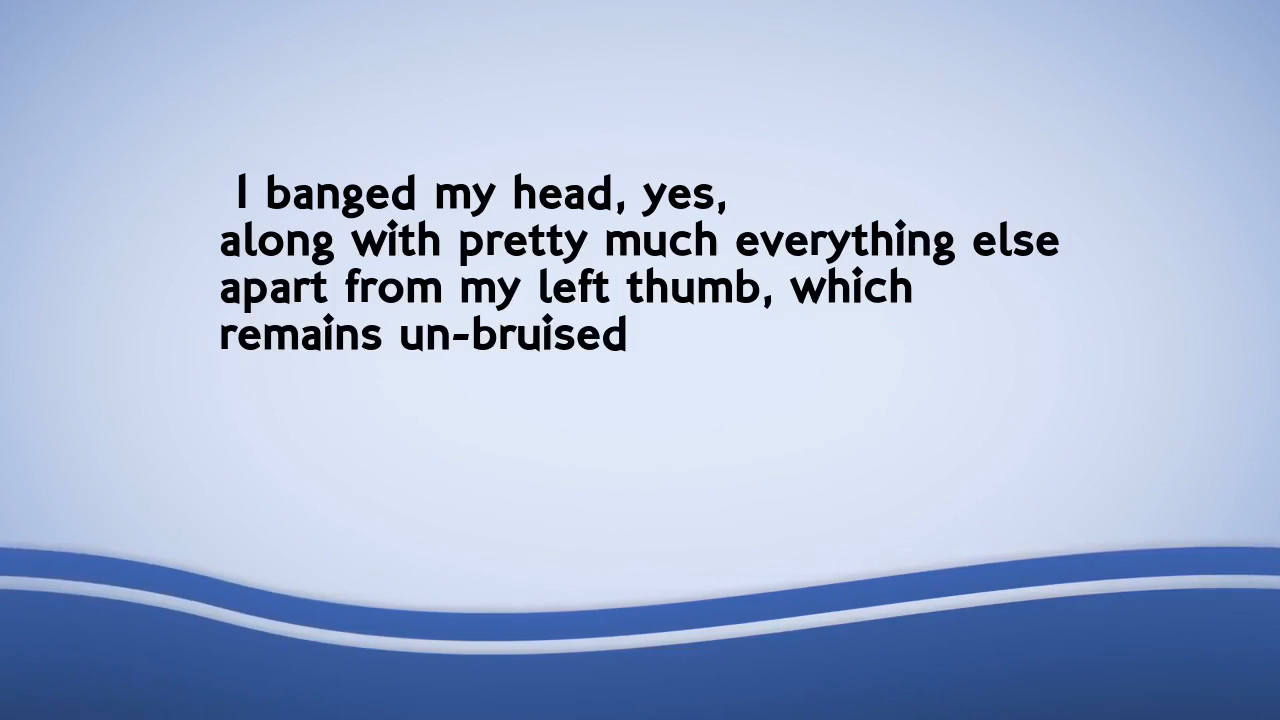 I banged my head, yes,
along with pretty much everything else
apart from my left thumb, which
remains un-bruised